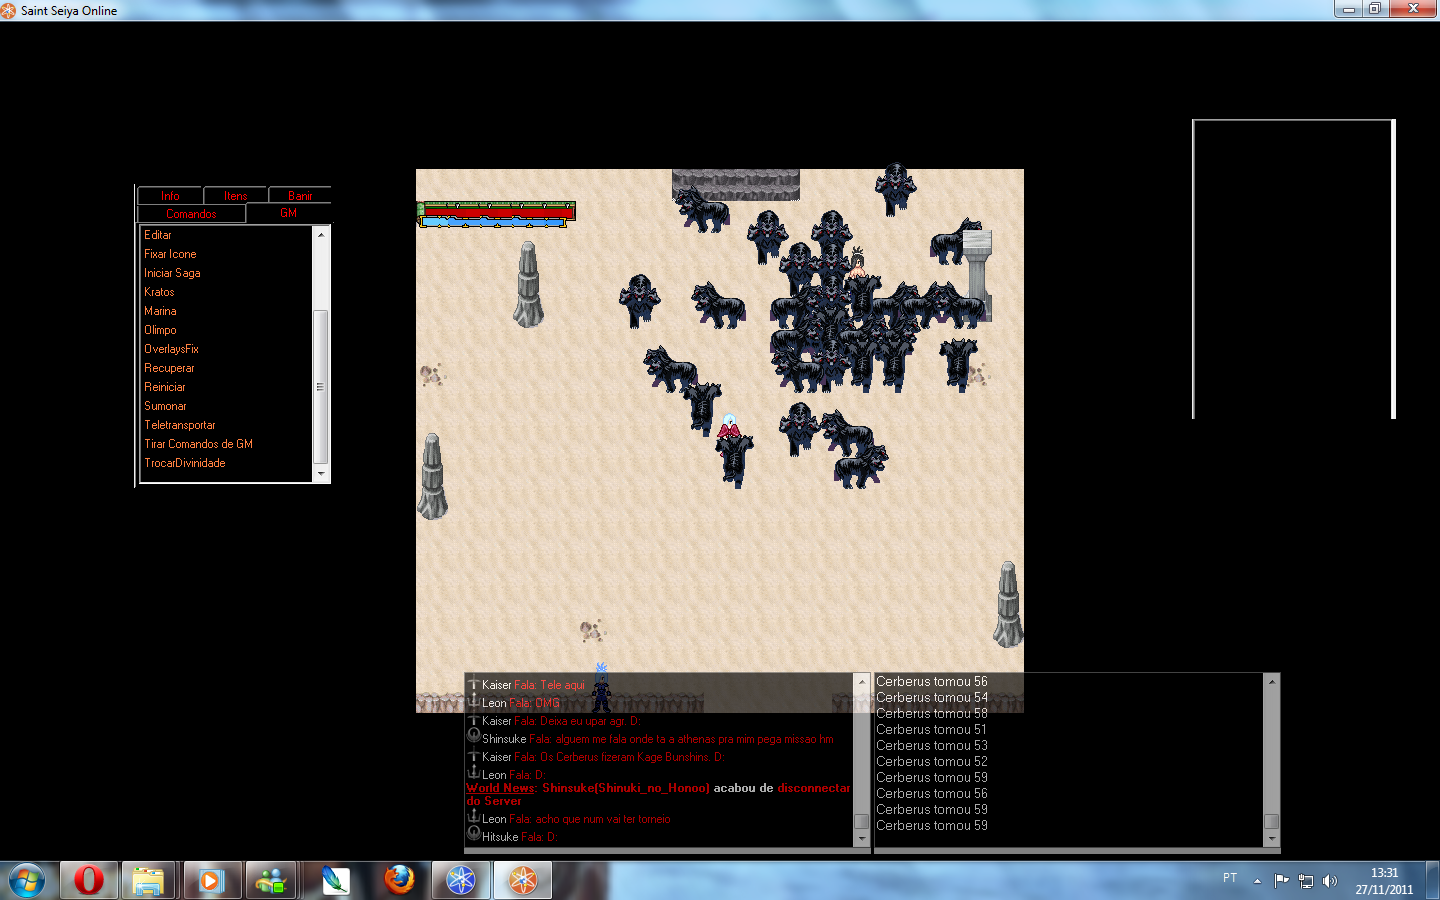 Saint Seiya Online
Info
Itens
Banir
Comandos
GM
Editar
Fixar Icone
Iniciar Saga
Kratos
Marina
Olimpo
OverlaysFix
Recuperar
Reiniciar
Sumonar
Teletransportar
Tirar Comandos de GM
TrocarDivinidade
Kaiser Fala: Tele aqui
Leon Fala: OMG
Kaiser Fala: Deixa eu upar agr. D:
Shinsuke Fala: alguem me fala onde ta a athenas pra mim pega missao hm
Kaiser Fala: Os Cerberus fizeram Kage Bunshins. D:
Leon Fala: D:
World News: Shinsuke(Shinuki_no_Honoo) acabou de disconnectar
do Server
Leon Fala: acho que num vai ter torneio
Hitsuke Fala: D:
Cerberus tomou 56
Cerberus tomou 54
Cerberus tomou 58
Cerberus tomou 51
Cerberus tomou 53
Cerberus tomou 52
Cerberus tomou 59
Cerberus tomou 56
Cerberus tomou 59
Cerberus tomou 59
PT
13:31
27/11/2011